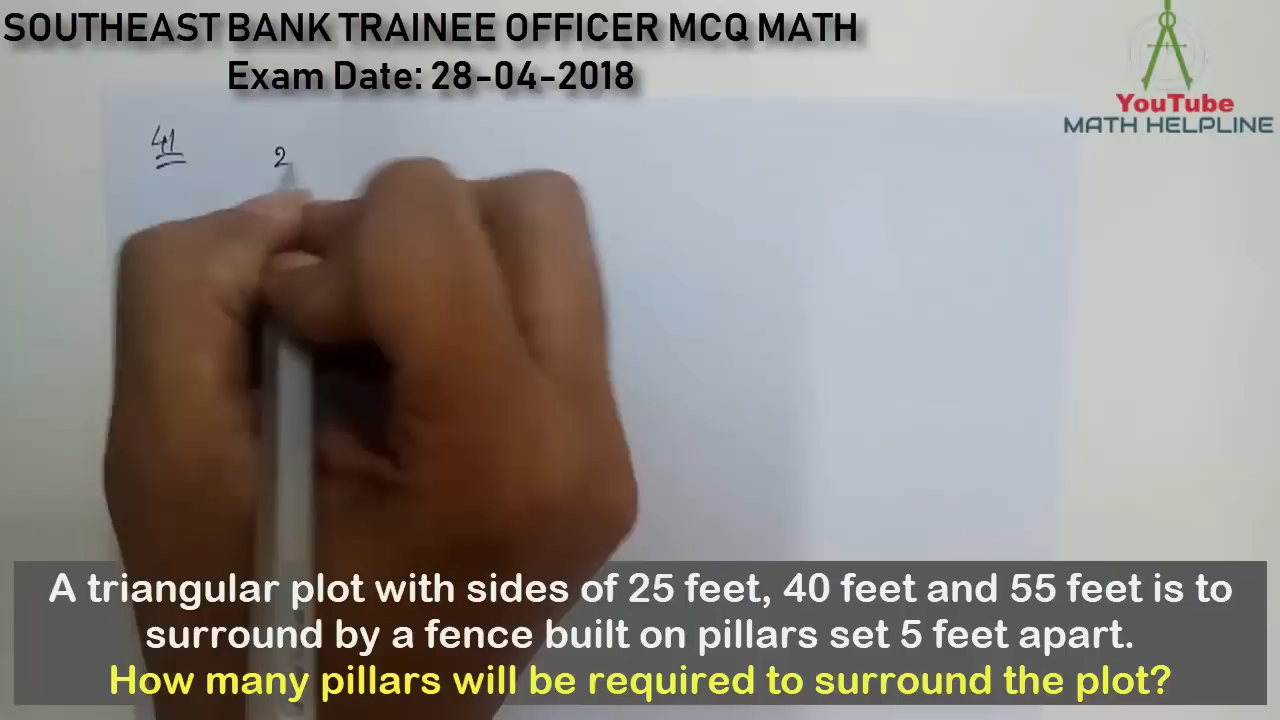 SOUTHEAST BANK TRAINEE OFFICER MCQ MATH
Exam Date: 28-04-2018
YouTube
MATH HELPLINE
41
2
A triangular plot with sides of 25 feet, 40 feet and 55 feet is to
surround by a fence built on pillars set 5 feet apart.
How many pillars will be required to surround the plot?